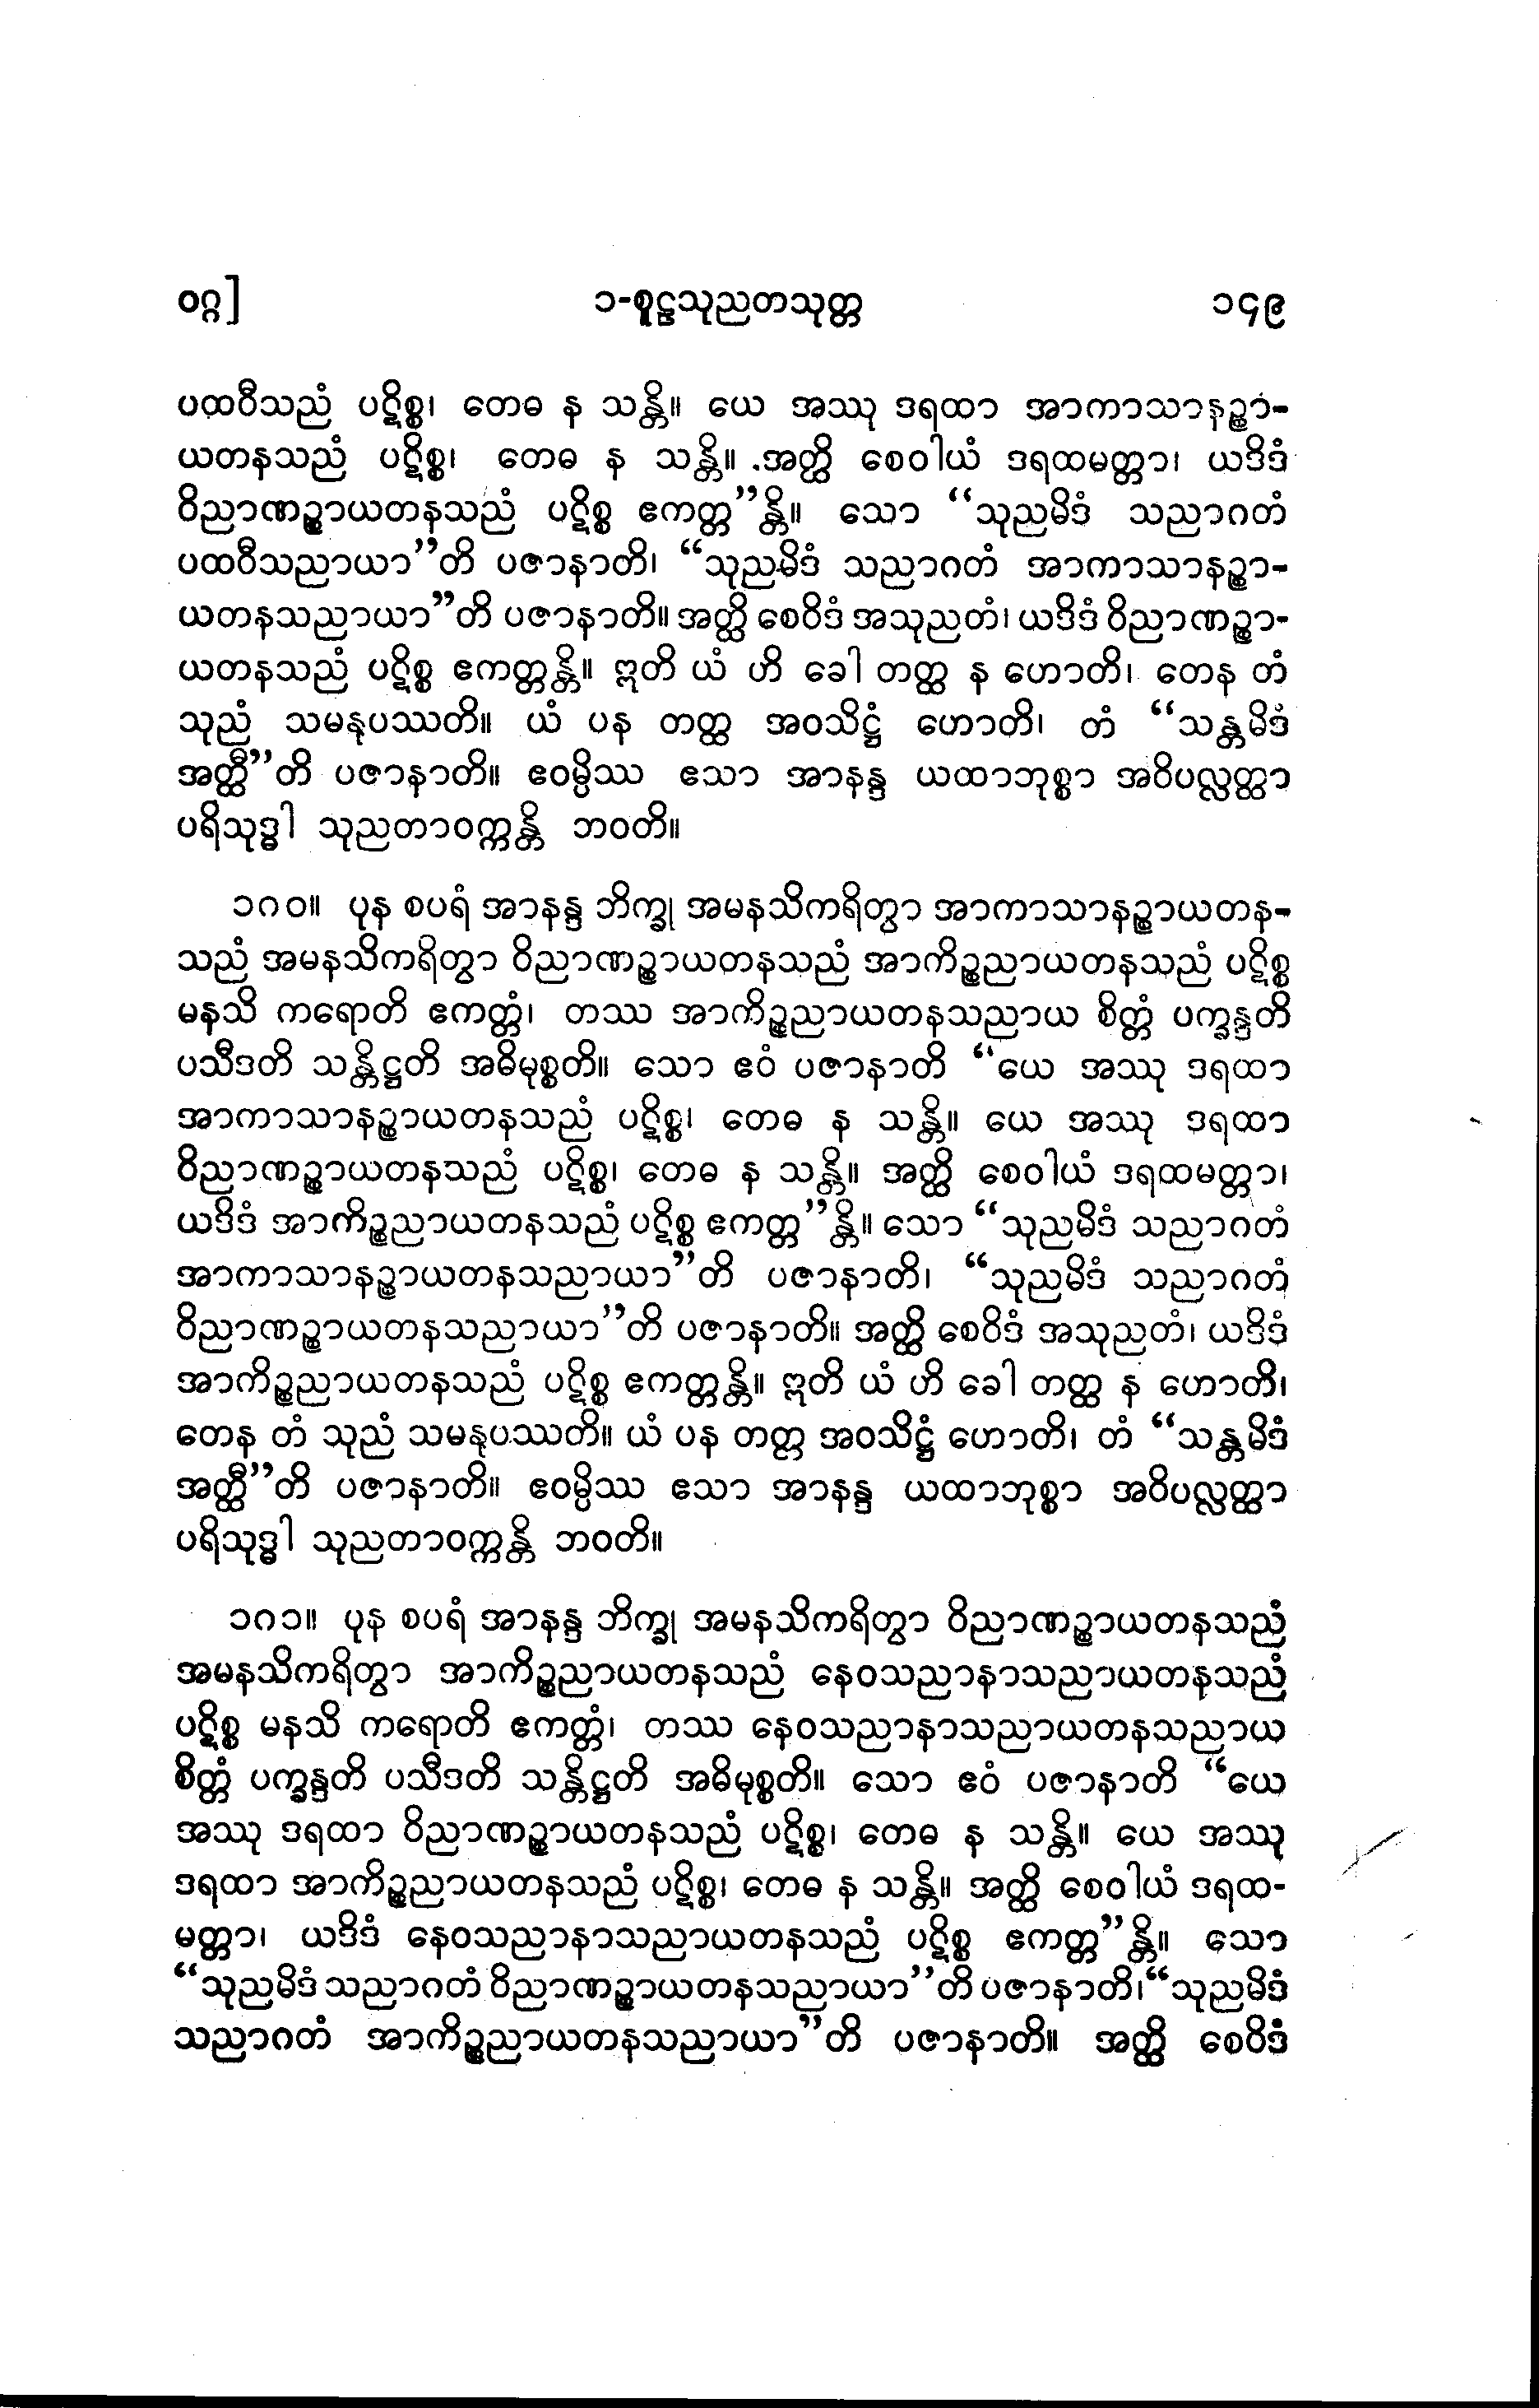 ဝဂ္ဂ]
၁-စူဠသုညတသုတ္တ
၁၄၉
ပထဝီသညံ ပဋိစ္စ၊ တေဓ န သန္တိ။ ယေ အဿု ဒရထာ အာကာသာနဉ္စာ-
ယတနသညံ ပဋိစ္စ၊ တေဓ န သန္တိ။ အတ္ထိ စေဝါယံ ဒရထမတ္တာ၊ ယဒိဒံ
ဝိညာဏဉ္စာယတနသညံ ပဋိစ္စ ဧကတ္တ”န္တိ။ သော “သုညမိဒံ သညာဂတံ
ပထဝီသညာယာ”တိ ပဇာနာတိ၊ “သုညမိဒံ သညာဂတံ အာကာသာနဉ္စာ-
ယတနသညာယာ”တိ ပဇာနာတိ။ အတ္ထိ စေဝိဒံ အသုညတံ၊ ယဒိဒံ ဝိညာဏဉ္စာ-
ယတနသညံ ပဋိစ္စ ဧကတ္တန္တိ။ ဣတိ ယံ ဟိ ခေါ တတ္ထ န ဟောတိ၊ တေန တံ
သုညံ သမနုပဿတိ။ ယံ ပန တတ္ထ အဝသိဋ္ဌံ ဟောတိ၊ တံ “သန္တမိဒံ
အတ္ထီ”တိ ပဇာနာတိ။ ဧဝမ္ပိဿ ဧသာ အာနန္ဒ ယထာဘုစ္စာ အဝိပလ္လတ္ထာ
ပရိသုဒ္ဓါ သုညတာဝက္ကန္တိ ဘဝတိ။
၁၈၀။ ပုန စပရံ အာနန္ဒ ဘိက္ခု အမနသိကရိတွာ အာကာသာနဉ္စာယတန-
သညံ အမနသိကရိတွာ ဝိညာဏဉ္စာယတနသညံ အာကိဉ္စညာယတနသညံ ပဋိစ္စ
မနသိ ကရောတိ ဧကတ္တံ၊ တဿ အာကိဉ္စညာယတနသညာယ စိတ္တံ ပက္ခန္ဒတိ
ပသီဒတိ သန္တိဋ္ဌတိ အဓိမုစ္စတိ။ သော ဧဝံ ပဇာနာတိ “ယေ အဿု ဒရထာ
အာကာသာနဉ္စာယတနသညံ ပဋိစ္စ၊ တေဓ န သန္တိ။ ယေ အဿု ဒရထာ
ဝိညာဏဉ္စာယတနသညံ ပဋိစ္စ၊ တေဓ န သန္တိ။ အတ္ထိ စေဝါယံ ဒရထမတ္တာ၊
ယဒိဒံ အာကိဉ္စညာယတနသညံ ပဋိစ္စ ဧကတ္တ”န္တိ။ သော “သုညမိဒံ သညာဂတံ
အာကာသာနဉ္စာယတနသညာယာ”တိ ပဇာနာတိ၊ “သုညမိဒံ သညာဂတံ
ဝိညာဏဉ္စာယတနသညာယာ”တိ ပဇာနာတိ။ အတ္ထိ စေဝိဒံ အသုညတံ၊ ယဒိဒံ
အာကိဉ္စညာယတနသညံ ပဋိစ္စ ဧကတ္တန္တိ။ ဣတိ ယံ ဟိ ခေါ တတ္ထ န ဟောတိ၊
တေန တံ သုညံ သမနုပဿတိ။ ယံ ပန တတ္ထ အဝသိဋ္ဌံ ဟောတိ၊ တံ “သန္တမိဒံ
အတ္ထီ”တိ ပဇာနာတိ။ ဧဝမ္ပိဿ ဧသာ အာနန္ဒ ယထာဘုစ္စာ အဝိပလ္လတ္ထာ
ပရိသုဒ္ဓါ သုညတာဝက္ကန္တိ ဘဝတိ။
၁၈၁။ ပုန စပရံ အာနန္ဒ ဘိက္ခု အမနသိကရိတွာ ဝိညာဏဉ္စာယတနသညံ
အမနသိကရိတွာ အာကိဉ္စညာယတနသညံ နေဝသညာနာသညာယတနသညံ
ပဋိစ္စ မနသိ ကရောတိ ဧကတ္တံ၊ တဿ နေဝသညာနာသညာယတနသညာယ
စိတ္တံ ပက္ခန္ဒတိ ပသီဒတိ သန္တိဋ္ဌတိ အဓိမုစ္စတိ။ သော ဧဝံ ပဇာနာတိ “ယေ
အဿု ဒရထာ ဝိညာဏဉ္စာယတနသညံ ပဋိစ္စ၊ တေဓ န သန္တိ။ ယေ အဿု
ဒရထာ အာကိဉ္စညာယတနသညံ ပဋိစ္စ၊ တေဓ န သန္တိ။ အတ္ထိ စေဝါယံ ဒရထ-
မတ္တာ၊ ယဒိဒံ နေဝသညာနာသညာယတနသညံ ပဋိစ္စ ဧကတ္တ”န္တိ။ သော
“သုညမိဒံ သညာဂတံ ဝိညာဏဉ္စာယတနသညာယာ”တိ ပဇာနာတိ၊ “သုညမိဒံ
သညာဂတံ အာကိဉ္စညာယတနသညာယာ”တိ ပဇာနာတိ။ အတ္ထိ စေဝိဒံ